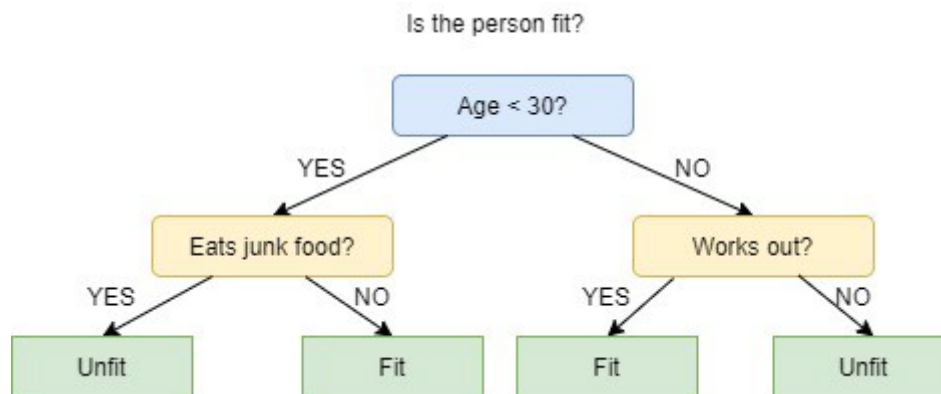 Is the person fit?
Age < 30?
YES
NO
Eats junk food?
Works out?
YES
NO
YES
NO
Unfit
Fit
Fit
Unfit